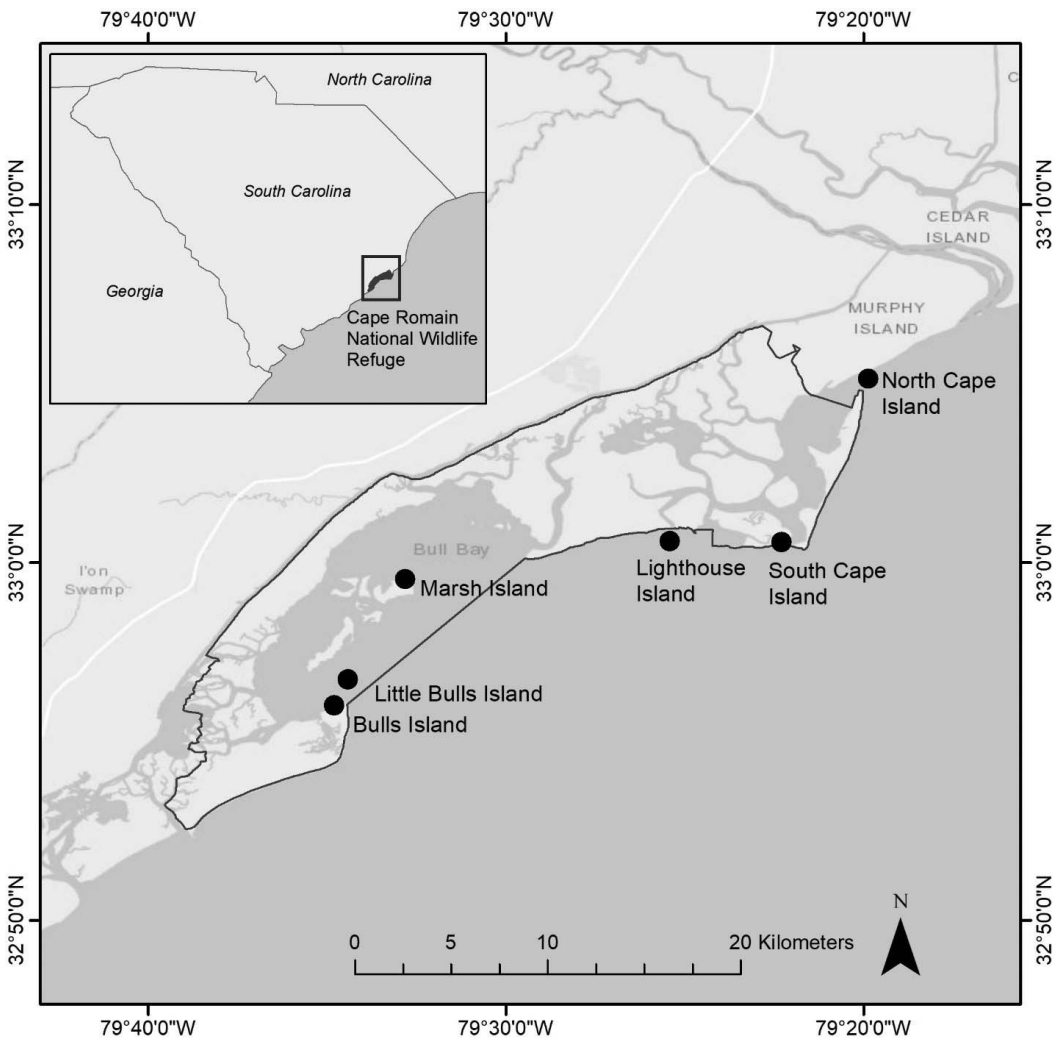 79°40'0"W
79°30'0"W
79°20'0"W
North Carolina
South Carolina
Georgia
Cape Romain
National Wildlife
Refuge
33°10'0"N
33°10'0"N
CEDAR
ISLAND
MURPHY
ISLAND
North Cape
Island
33°0'0"N
33°0'0"N
I'on
Swamp
Bull Bay
Marsh Island
Lighthouse
Island
South Cape
Island
Little Bulls Island
Bulls Island
32°50'0"N
32°50'0"N
N
0 5 10 20 Kilometers
79°40'0"W
79°30'0"W
79°20'0"W